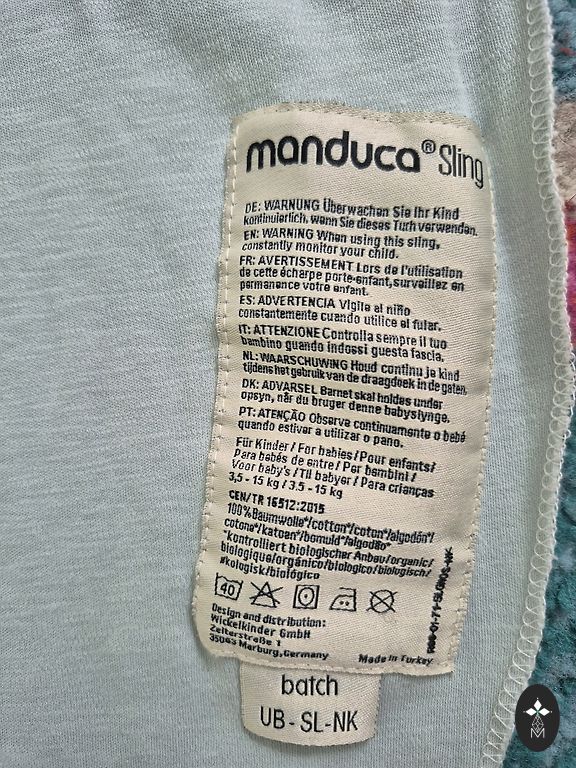 manduca® Sling
DE: WARNUNG Überwachen Sie Ihr Kind
kontinuierlich, wenn Sie dieses Tuch verwenden.
EN: WARNING When using this sling,
constantly monitor your child.
FR: AVERTISSEMENT Lors de l'utilisation
de cette écharpe porte-enfant, surveillez en
permanence votre enfant.
ES: ADVERTENCIA Vigile al niño
constantemente cuando utilice el fular.
IT: ATTENZIONE Controlla sempre il tuo
bambino quando indossi questa fascia.
NL: WAARSCHUWING Houd continu je kind
tijdens het gebruik van de draagdoek in de gaten.
DK: ADVARSEL Barnet skal holdes under
opsyn, når du bruger denne babyslynge.
PT: ATENÇÃO Observe continuamente o bebé
quando estiver a utilizar o pano.
Für Kinder / For babies / Pour enfants/
Para bebés de entre / Per bambini /
Voor baby's / Til babyer / Para crianças
3,5 - 15 kg / 3.5 - 15 kg
CEN/TR 16512:2015
100% Baumwolle*/cotton*/coton*/algodón*/
cotone*/katoen*/bomuld*/algodão*
*kontrolliert biologischer Anbau/organic/
biologique/orgánico/biologico/biologisch/
økologisk/biológico
40
Design and distribution:
Wickelkinder GmbH
Zeiterstraße 1
35043 Marburg, Germany
Made in Turkey
batch
UB - SL-NK
M